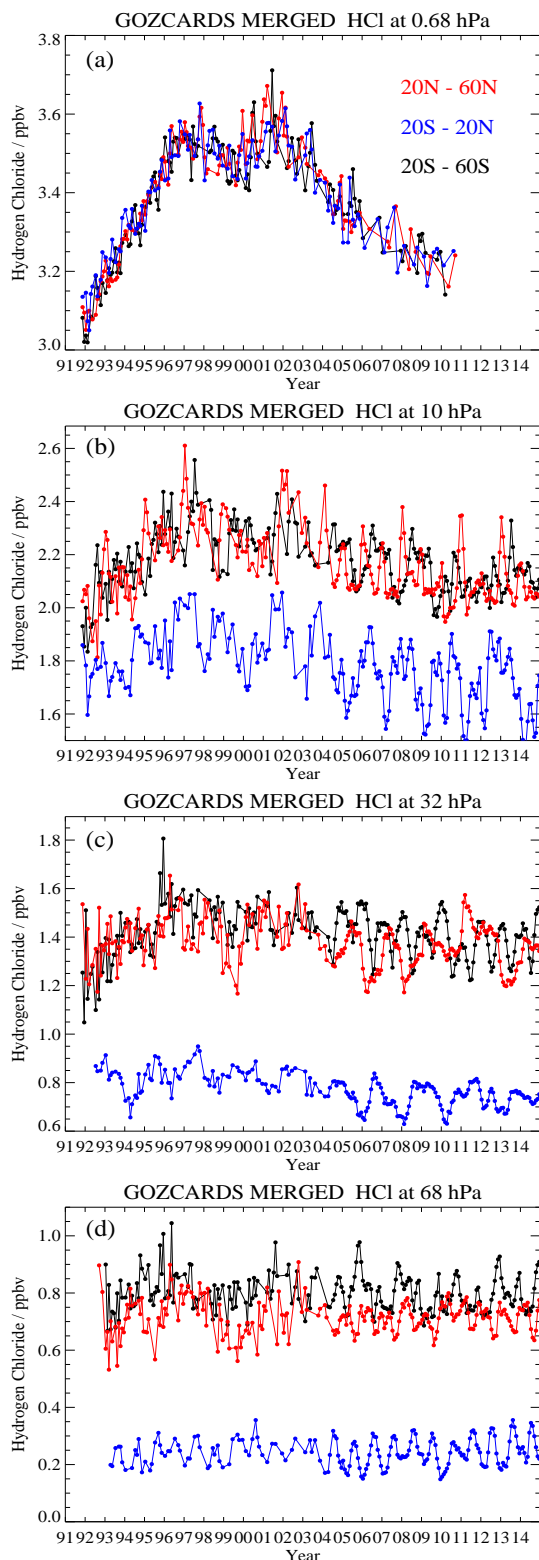 GOZCARDS MERGED HCl at 0.68 hPa
(a)
20N - 60N
20S - 20N
20S - 60S
Hydrogen Chloride / ppbv
3.8
3.6
3.4
3.2
3.0
91 92 93 94 95 96 97 98 99 00 01 02 03 04 05 06 07 08 09 10 11 12 13 14
Year
GOZCARDS MERGED HCl at 10 hPa
(b)
Hydrogen Chloride / ppbv
2.6
2.4
2.2
2.0
1.8
1.6
91 92 93 94 95 96 97 98 99 00 01 02 03 04 05 06 07 08 09 10 11 12 13 14
Year
GOZCARDS MERGED HCl at 32 hPa
(c)
Hydrogen Chloride / ppbv
1.8
1.6
1.4
1.2
1.0
0.8
0.6
91 92 93 94 95 96 97 98 99 00 01 02 03 04 05 06 07 08 09 10 11 12 13 14
Year
GOZCARDS MERGED HCl at 68 hPa
(d)
Hydrogen Chloride / ppbv
1.0
0.8
0.6
0.4
0.2
0.0
91 92 93 94 95 96 97 98 99 00 01 02 03 04 05 06 07 08 09 10 11 12 13 14
Year